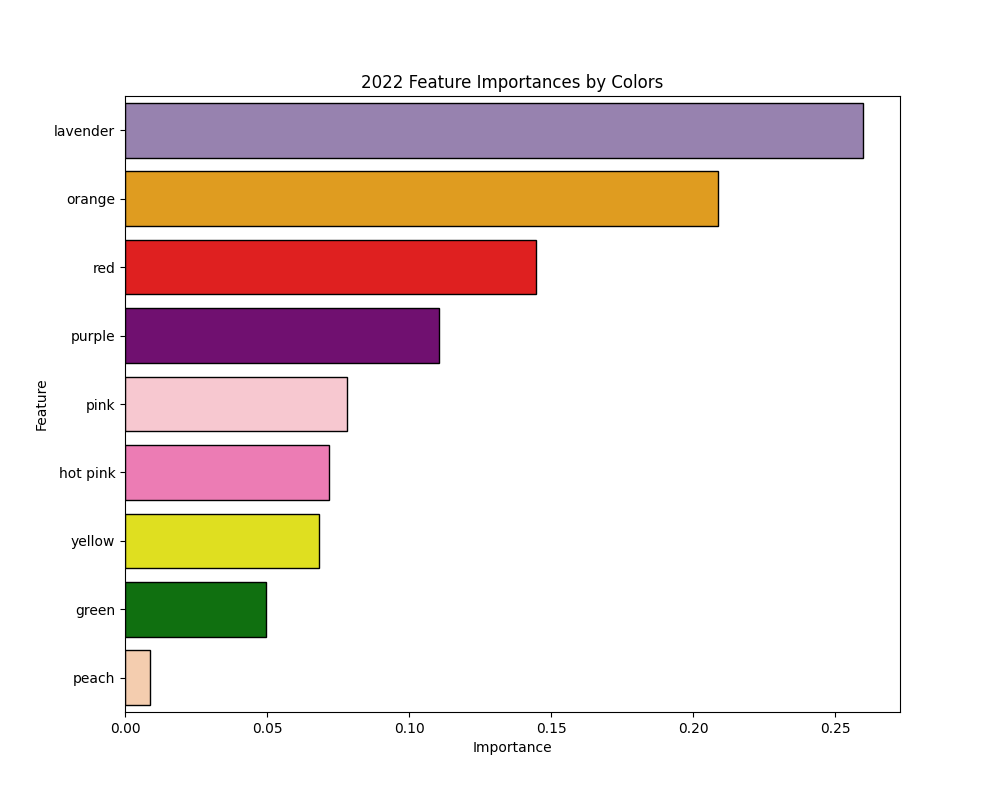 2022 Feature Importances by Colors
lavender
orange
red
purple
pink
hot pink
yellow
green
peach
Feature
0.00 0.05 0.10 0.15 0.20 0.25
Importance